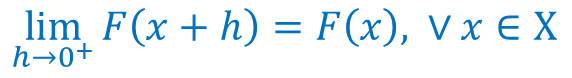 lim F(x + h) = F(x), ∨ x ∈ X
h→0⁺